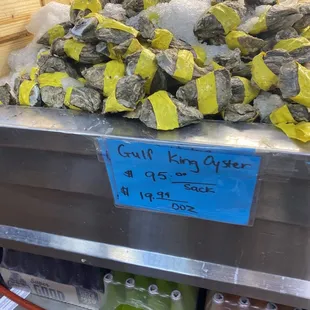 Gulf King Oyster
$ 95.00 Sack
$ 19.99 DOZ